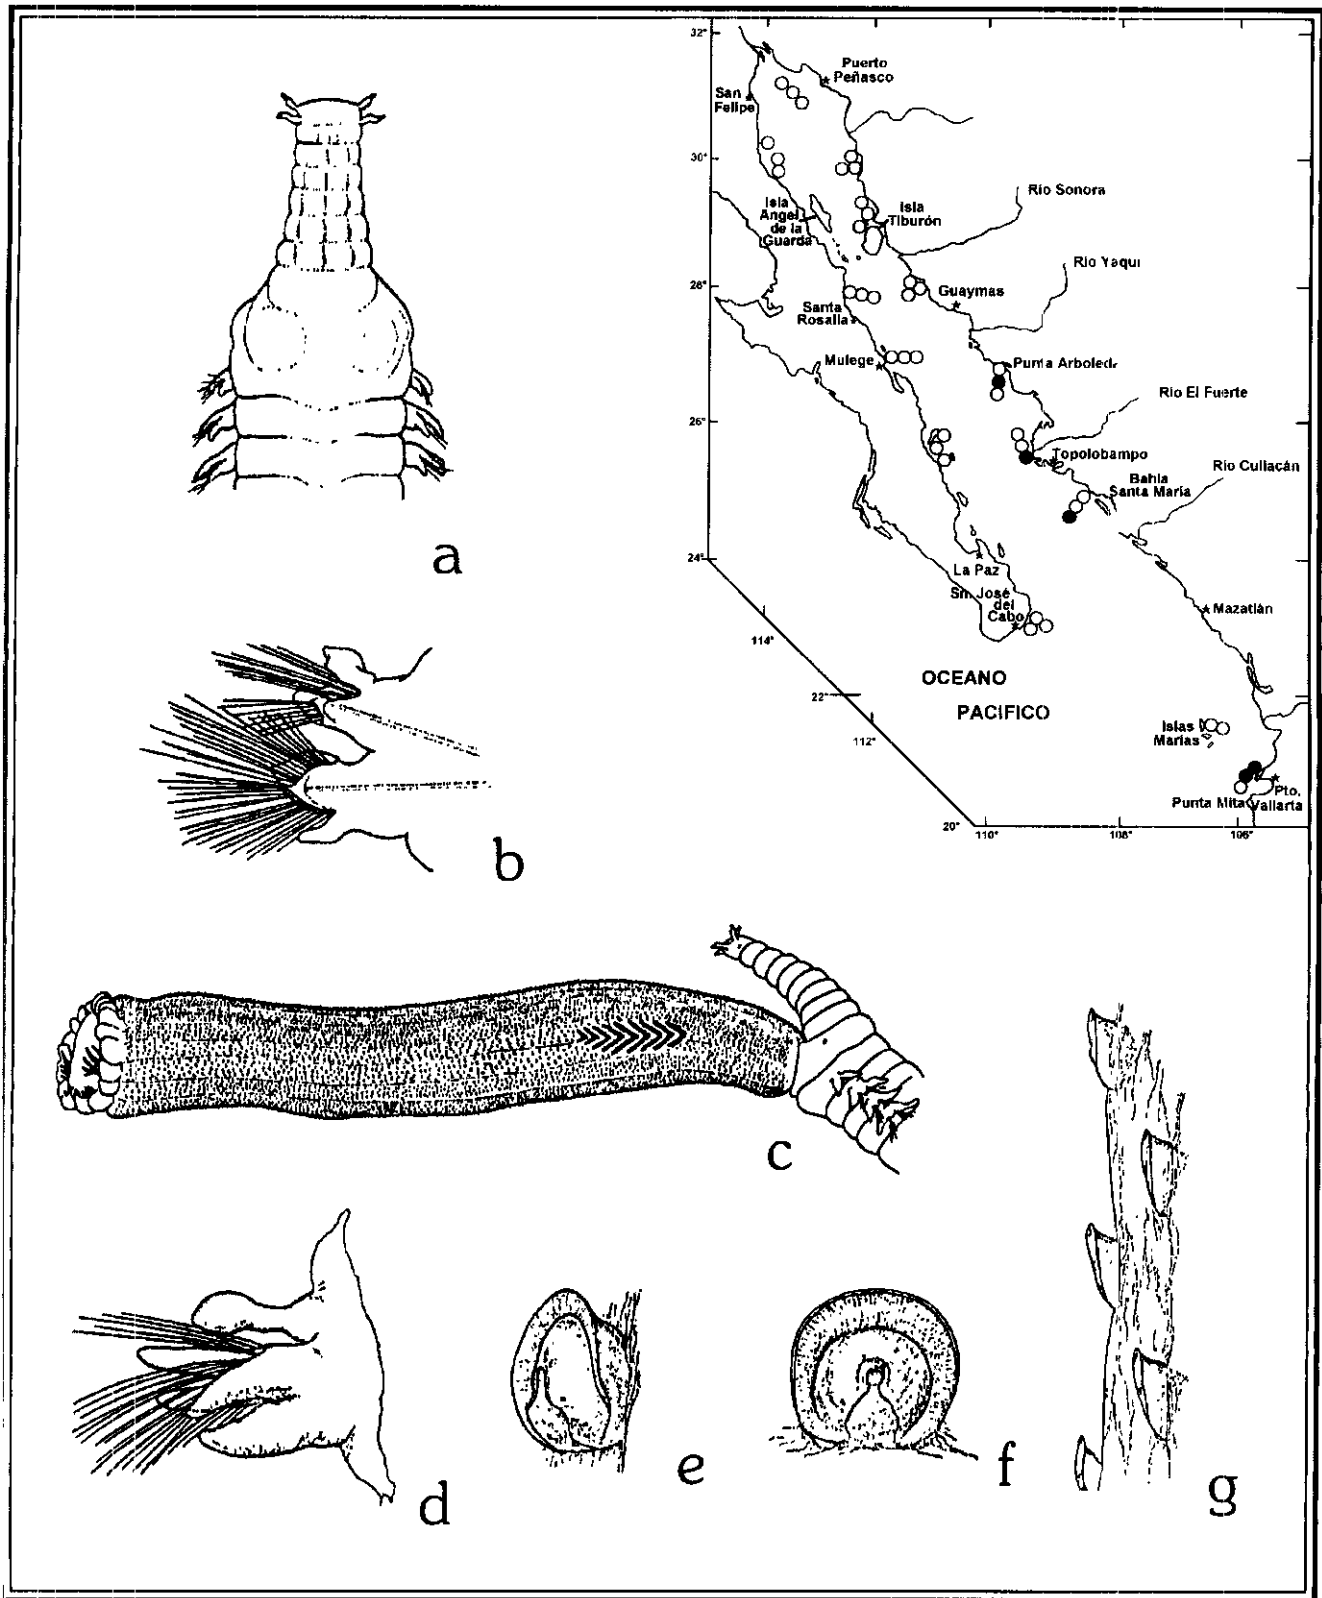 32°
Puerto
Peñasco
San
Felipe
30°
Río Sonora
Isla
Angel
de la
Guarda
Isla
Tiburón
Río Yaqui
28°
Guaymas
Santa
Rosalía
Mulege
Punta Arboleda
Río El Fuerte
26°
Topolobampo
Río Culiacán
Bahía
Santa María
24°
La Paz
Sn. José
del
Cabo
Mazatlán
114°
OCEANO
PACIFICO
22°
112°
Islas
Marías
Pto.
Punta Mita Vallarta
20°
110°
108°
106°
a
b
c
d
e
f
g